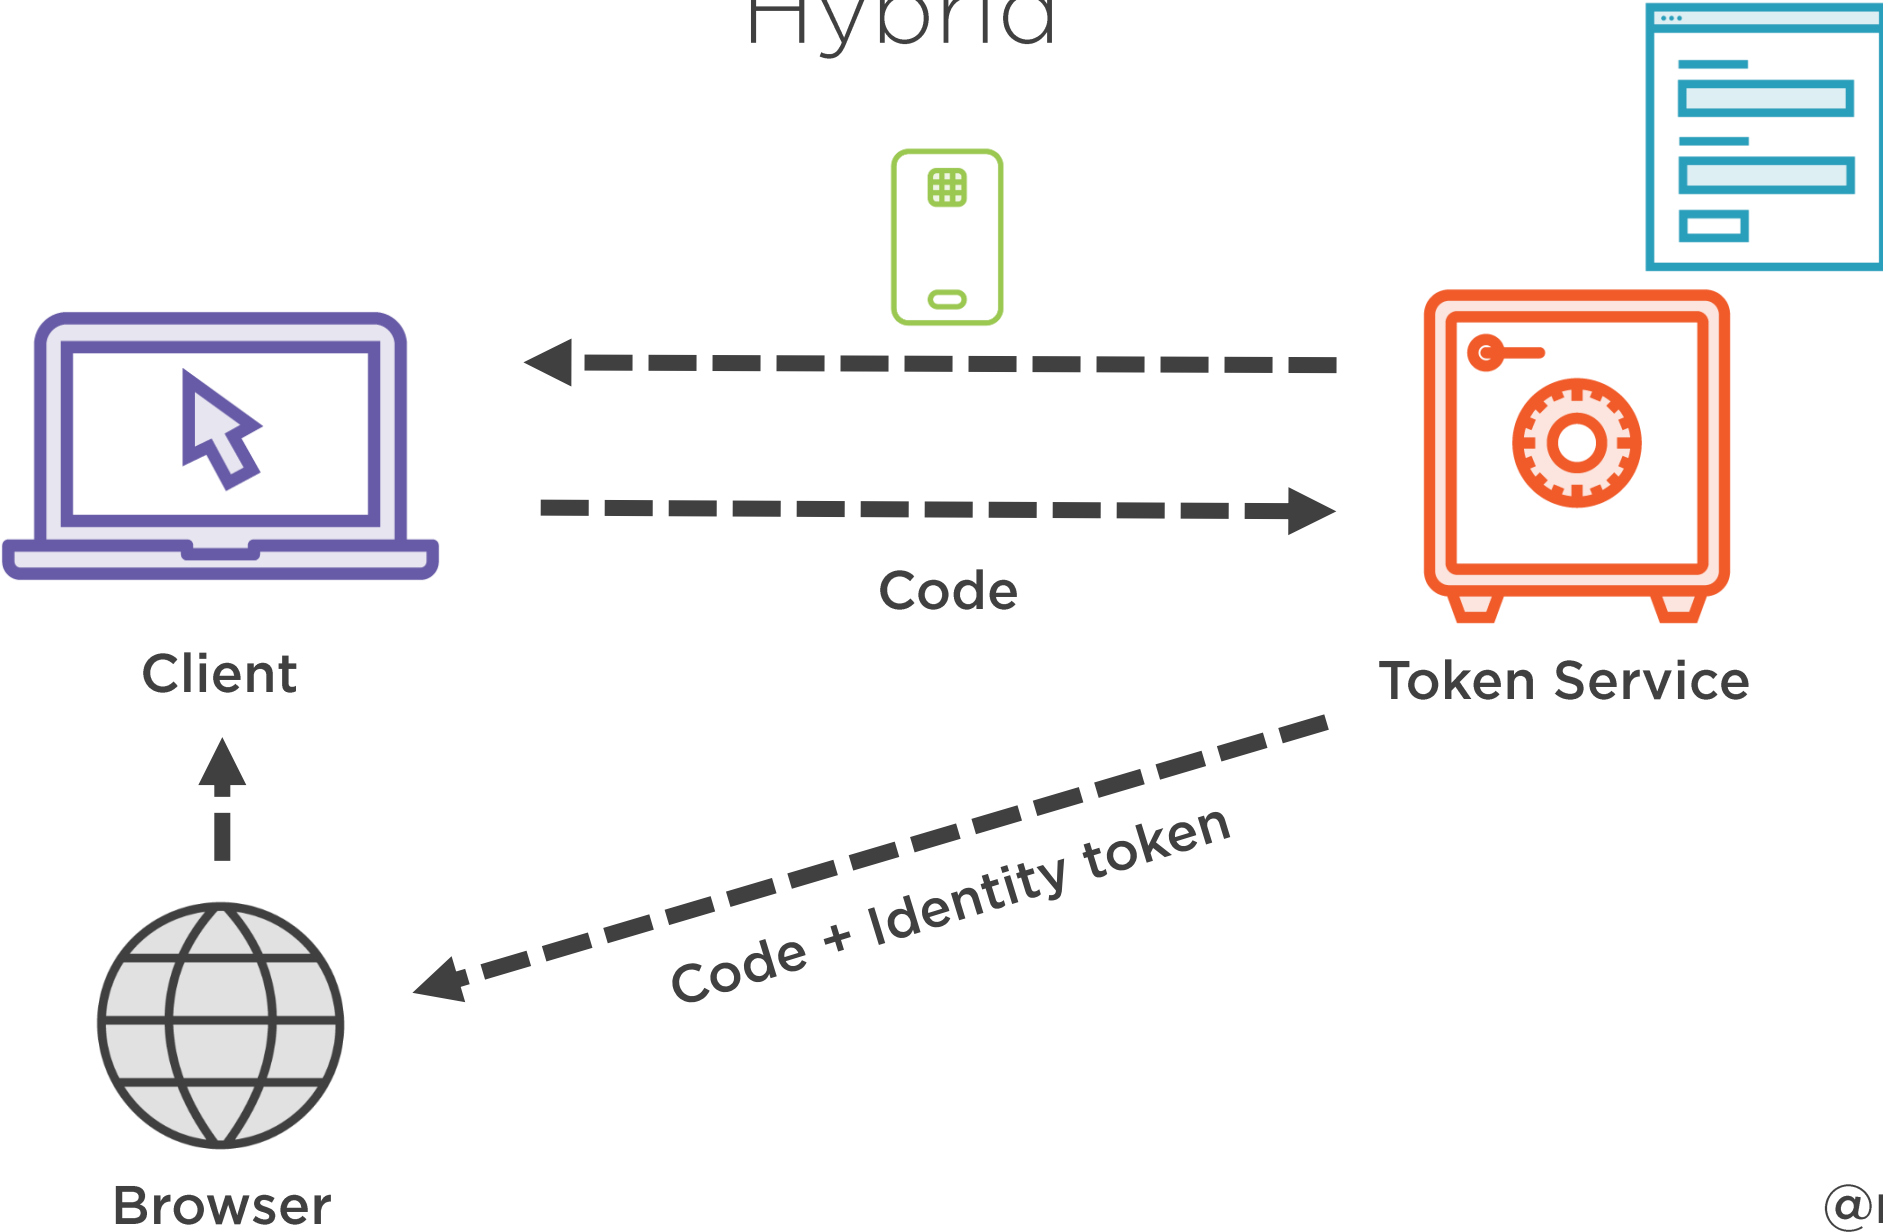 Hybrid
Code
Client
Token Service
Code + Identity token
Browser